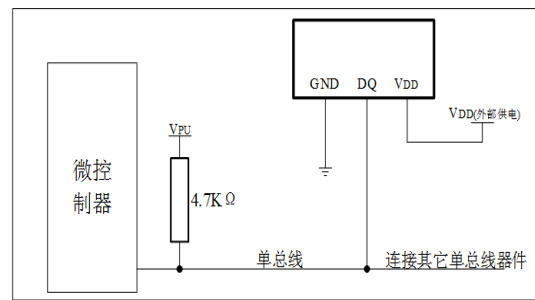 GND DQ VDD
VDD(外部供电)
VPU
微控
制器
4.7KΩ
单总线
连接其它单总线器件